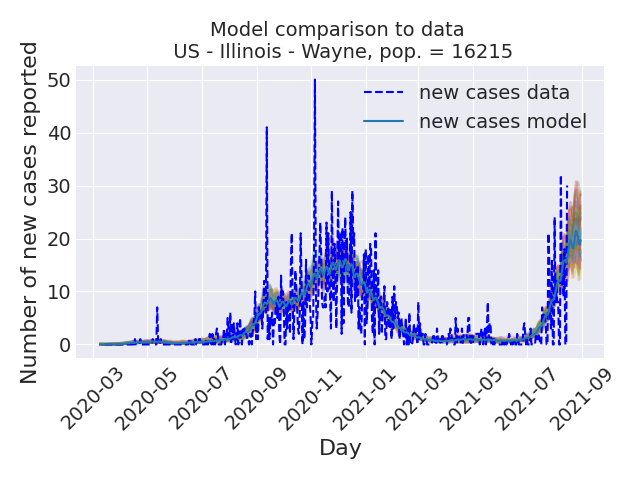 Model comparison to data
US - Illinois - Wayne, pop. = 16215
Number of new cases reported
50
40
30
20
10
0
new cases data
new cases model
2020-03
2020-05
2020-07
2020-09
2020-11
2021-01
2021-03
2021-05
2021-07
2021-09
Day